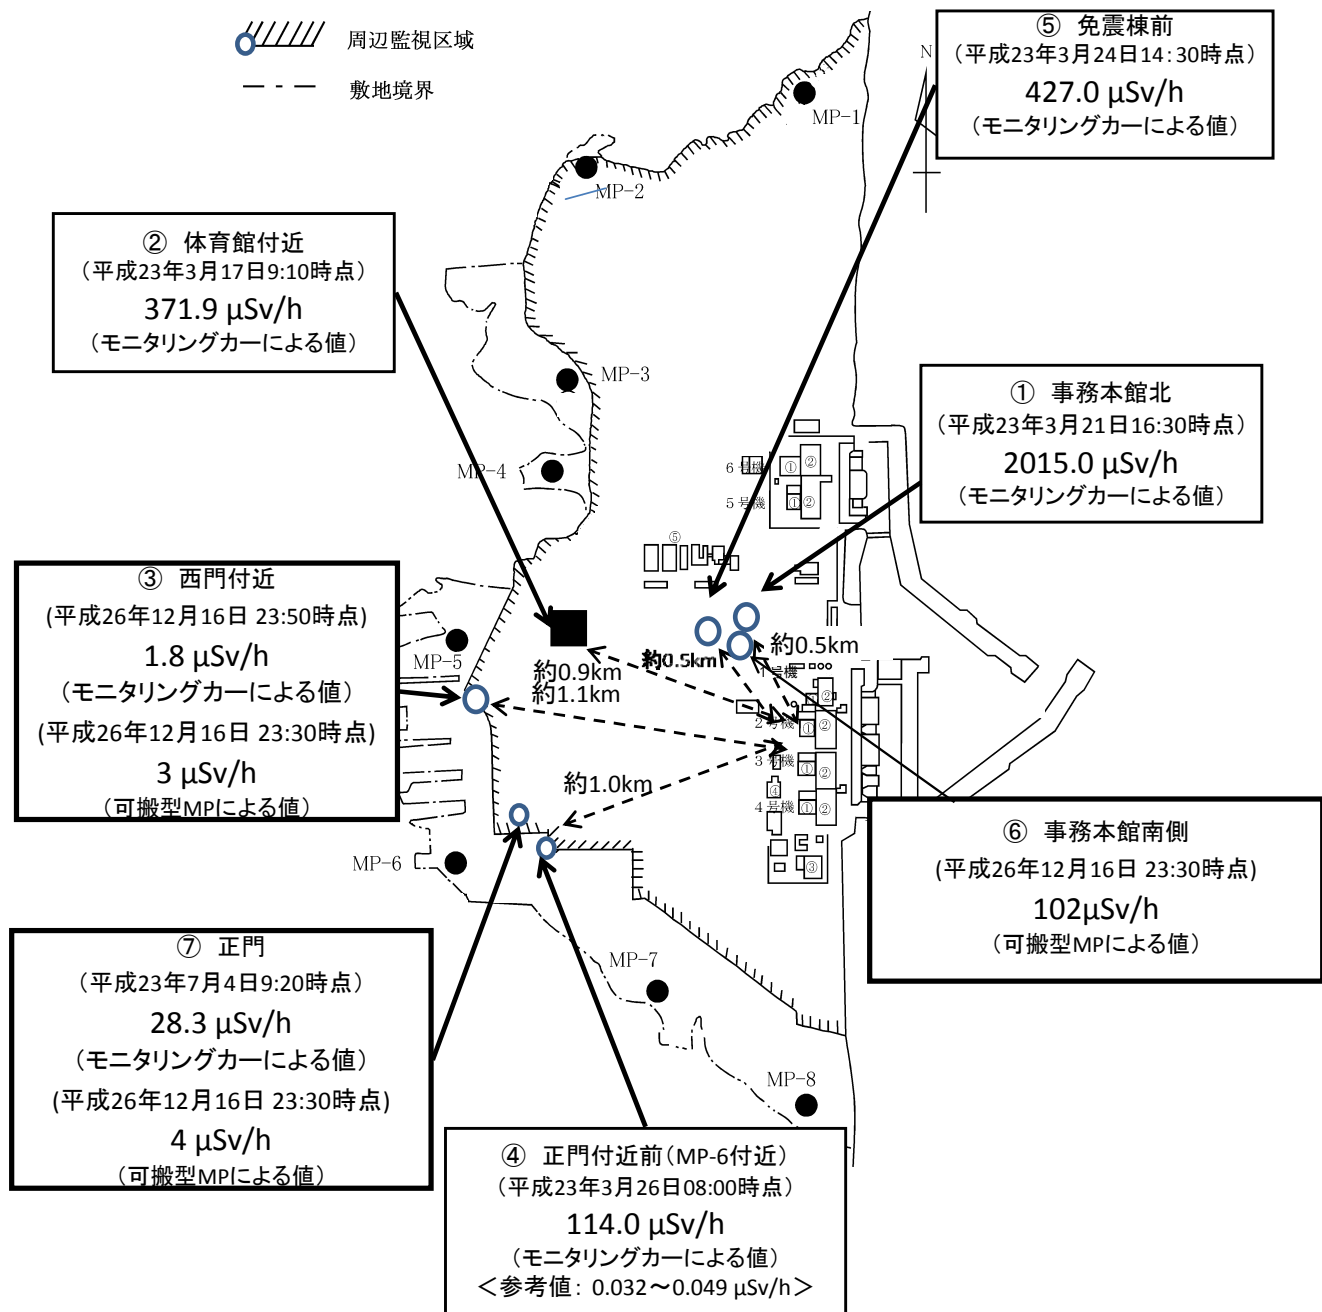 周辺監視区域
敷地境界
⑤ 免震棟前
(平成23年3月24日14:30時点)
427.0 μSv/h
(モニタリングカーによる値)
N
MP-1
MP-2
② 体育館付近
(平成23年3月17日9:10時点)
371.9 μSv/h
(モニタリングカーによる値)
MP-3
MP-4
① 事務本館北
(平成23年3月21日16:30時点)
2015.0 μSv/h
(モニタリングカーによる値)
6号機
① ②
5号機
① ②
⑤
③ 西門付近
(平成26年12月16日 23:50時点)
1.8 μSv/h
(モニタリングカーによる値)
(平成26年12月16日 23:30時点)
3 μSv/h
(可搬型MPによる値)
MP-5
約0.9km
約1.1km
約0.5km
約0.5km
1号機
②
2号機
① ②
3号機
① ②
④
4号機
① ②
③
約1.0km
MP-6
⑥ 事務本館南側
(平成26年12月16日 23:30時点)
102μSv/h
(可搬型MPによる値)
⑦ 正門
(平成23年7月4日9:20時点)
28.3 μSv/h
(モニタリングカーによる値)
(平成26年12月16日 23:30時点)
4 μSv/h
(可搬型MPによる値)
MP-7
MP-8
④ 正門付近前(MP-6付近)
(平成23年3月26日08:00時点)
114.0 μSv/h
(モニタリングカーによる値)
<参考値: 0.032～0.049 μSv/h>